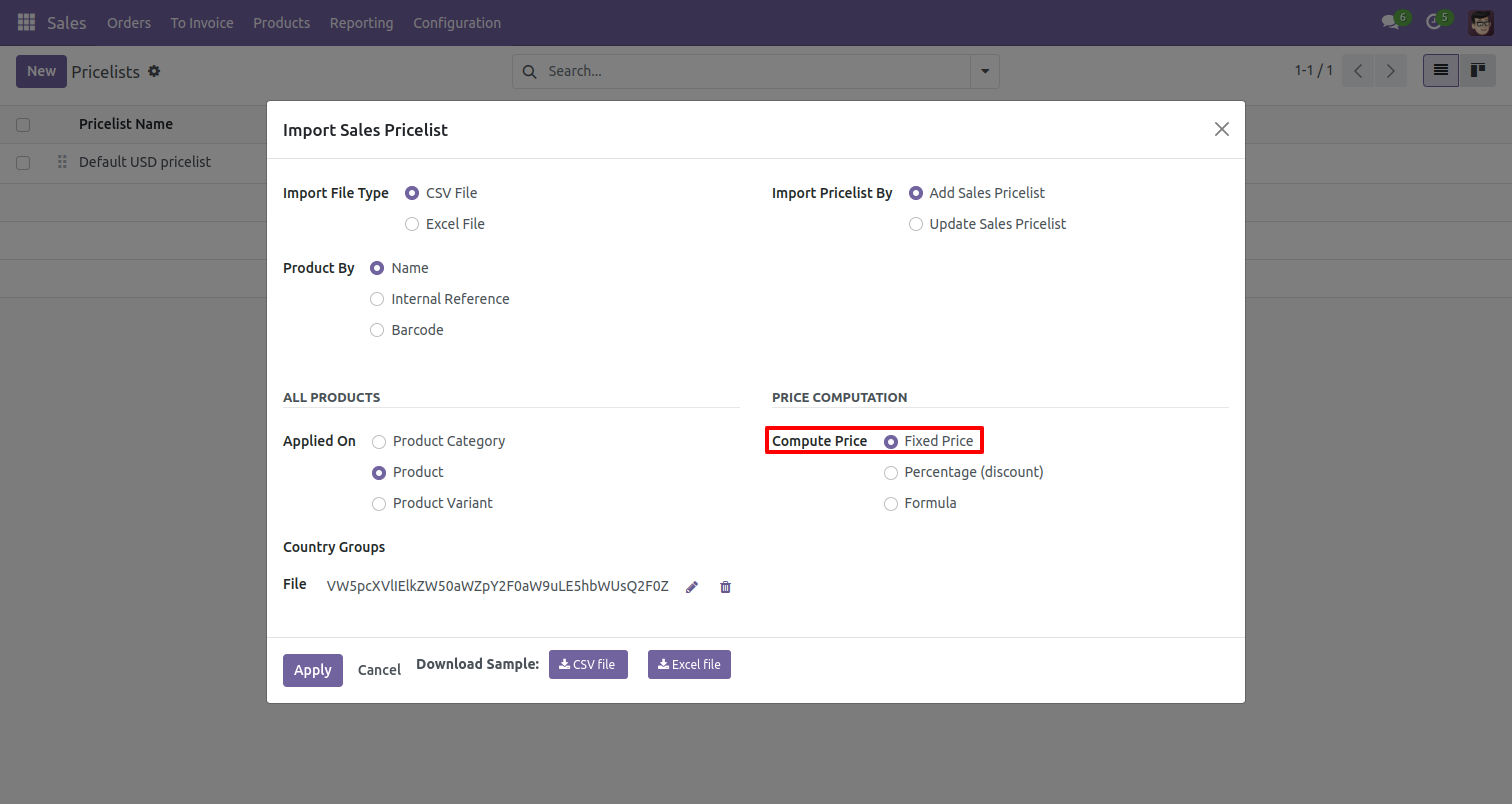 Sales Orders To Invoice Products Reporting Configuration 6 5
New Pricelists Search... 1-1 / 1
Pricelist Name
Default USD pricelist
Import Sales Pricelist
Import File Type CSV File Import Pricelist By Add Sales Pricelist
Excel File Update Sales Pricelist
Product By Name
Internal Reference
Barcode
ALL PRODUCTS PRICE COMPUTATION
Applied On Product Category Compute Price Fixed Price
Product Percentage (discount)
Product Variant Formula
Country Groups
File VW5pcXVlIElkZW50aWZpY2F0aW9uLE5hbWUsQ2F0Z
Apply Cancel Download Sample: CSV file Excel file